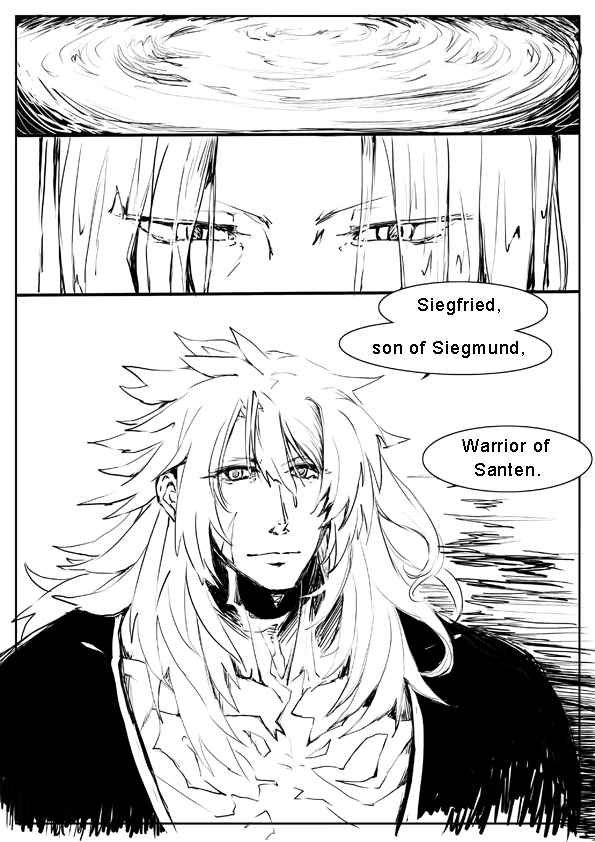 Siegfried,
son of Siegmund,
Warrior of
Santen.